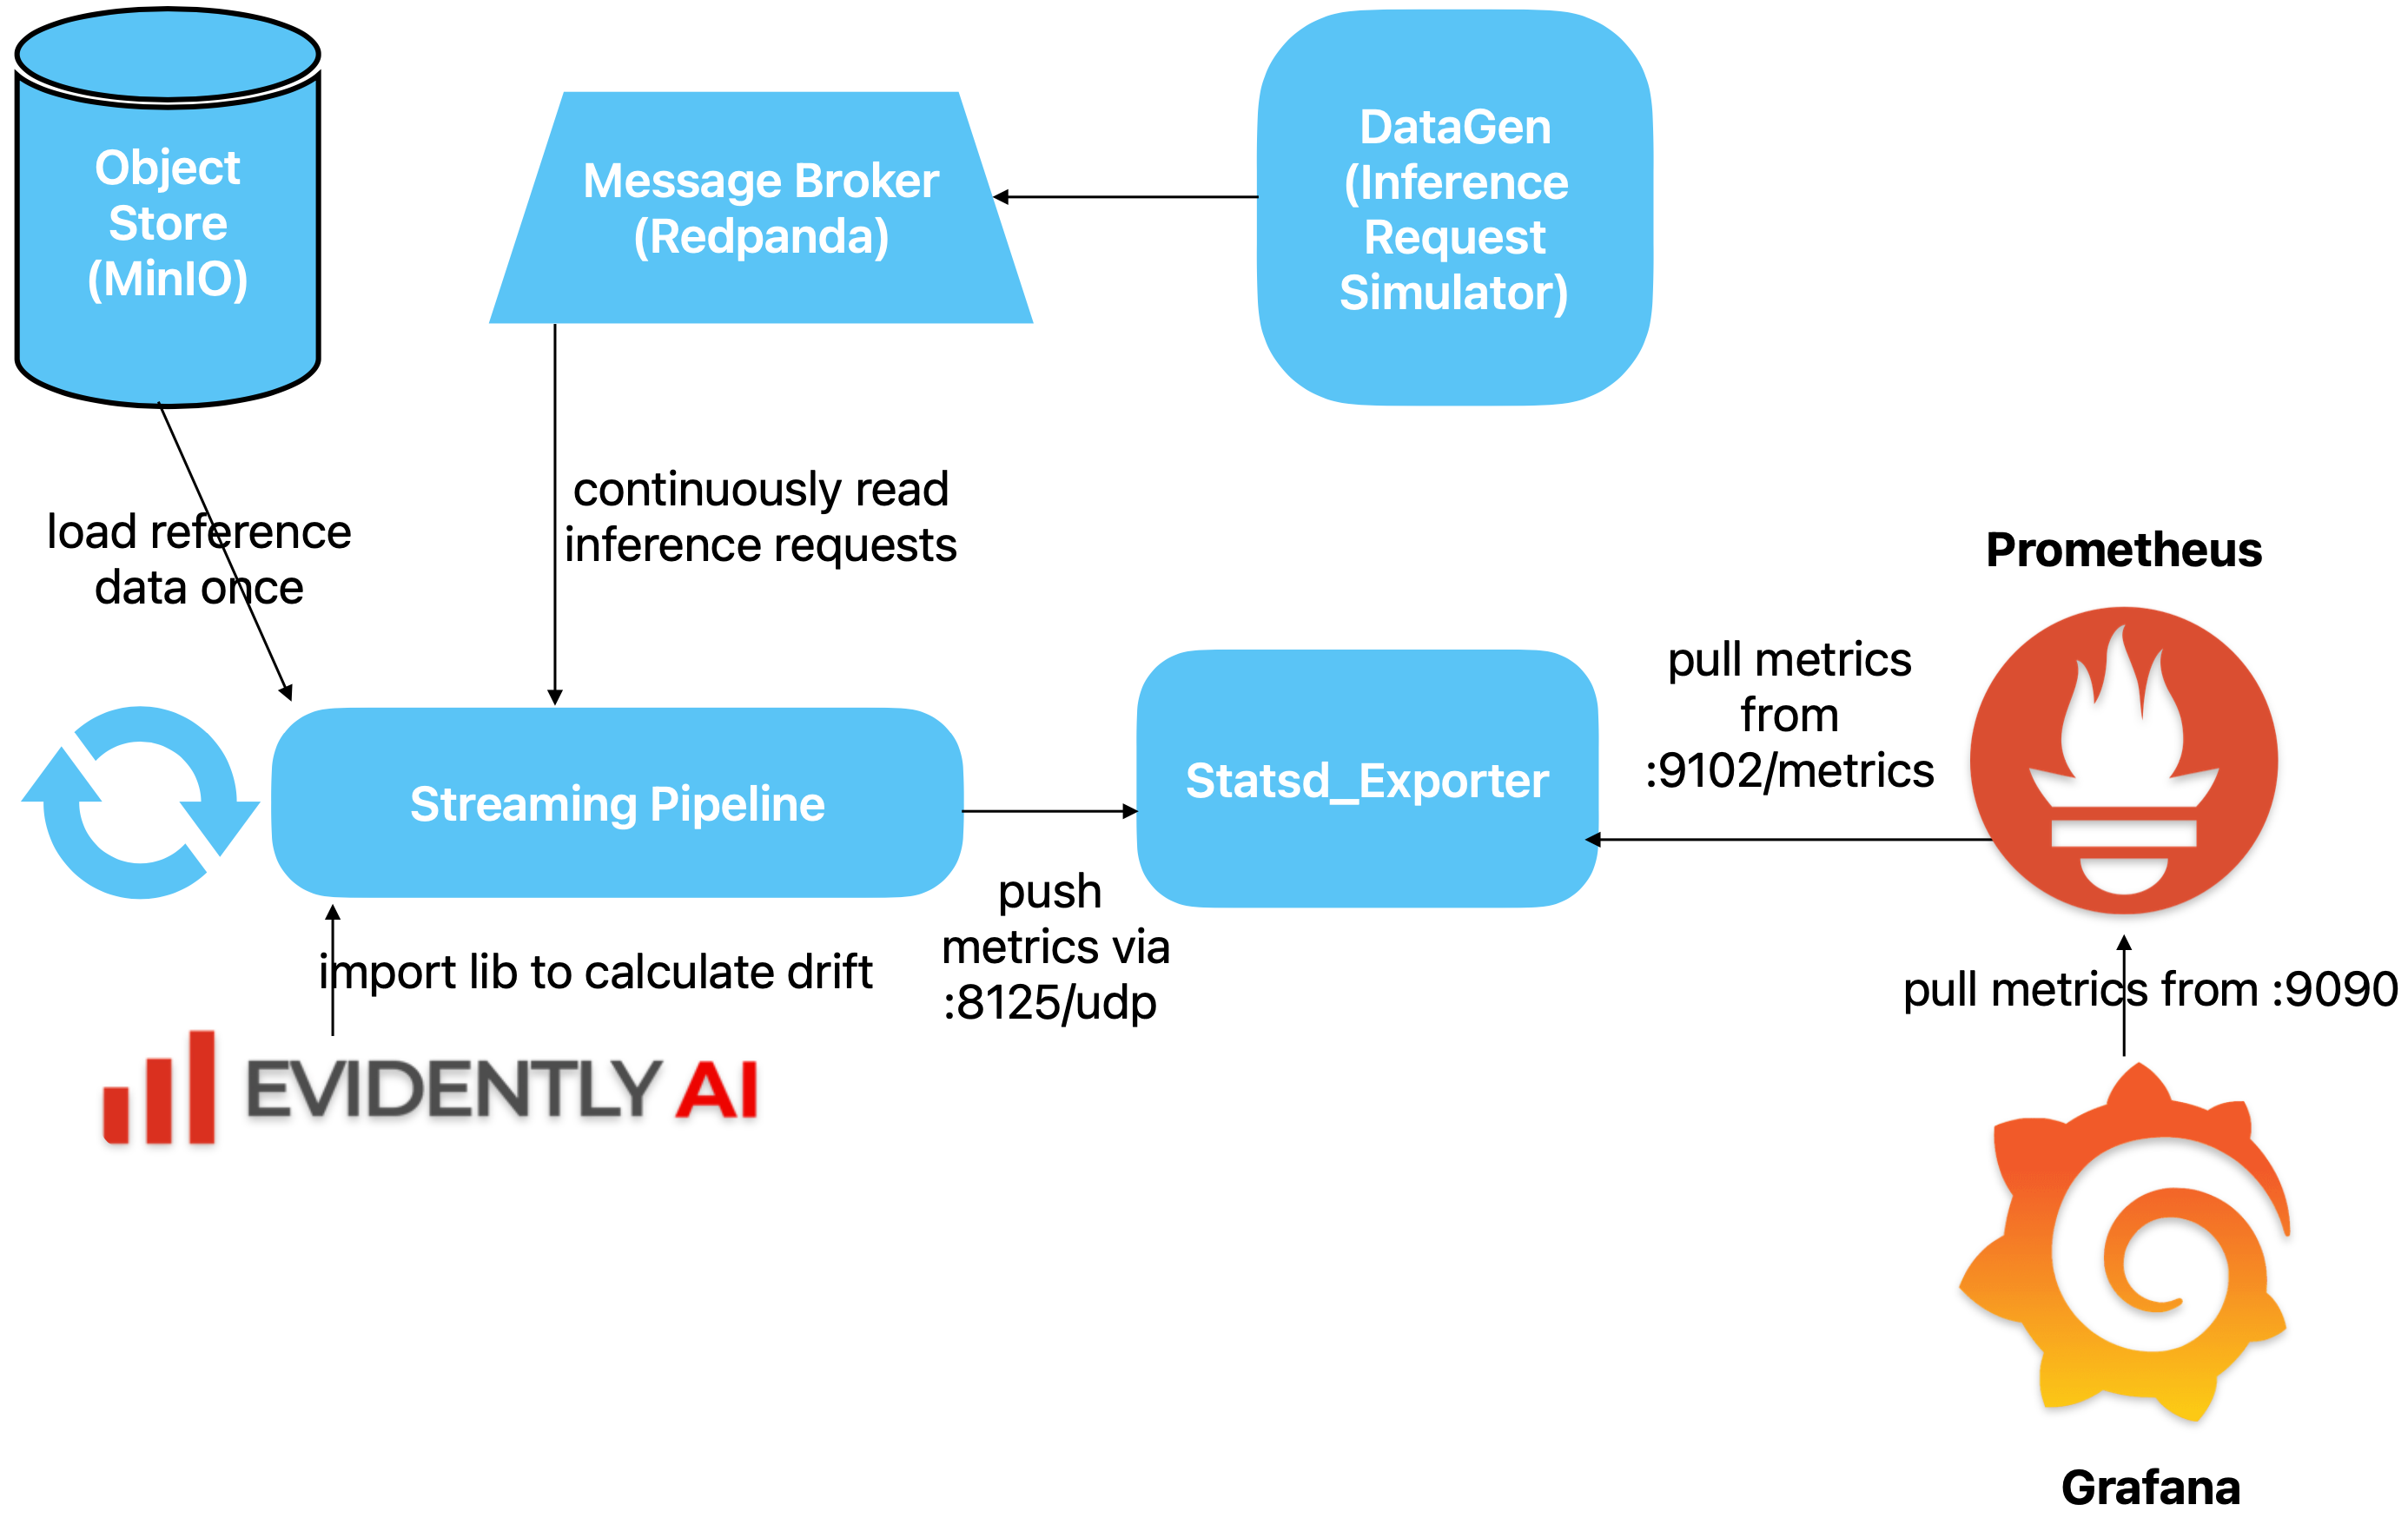 Object
Store
(MinIO)
Message Broker
(Redpanda)
DataGen
(Inference
Request
Simulator)
load reference
data once
continuously read
inference requests
Prometheus
pull metrics
from
:9102/metrics
Streaming Pipeline
Statsd_Exporter
push
metrics via
:8125/udp
import lib to calculate drift
pull metrics from :9090
EVIDENTLY AI
Grafana